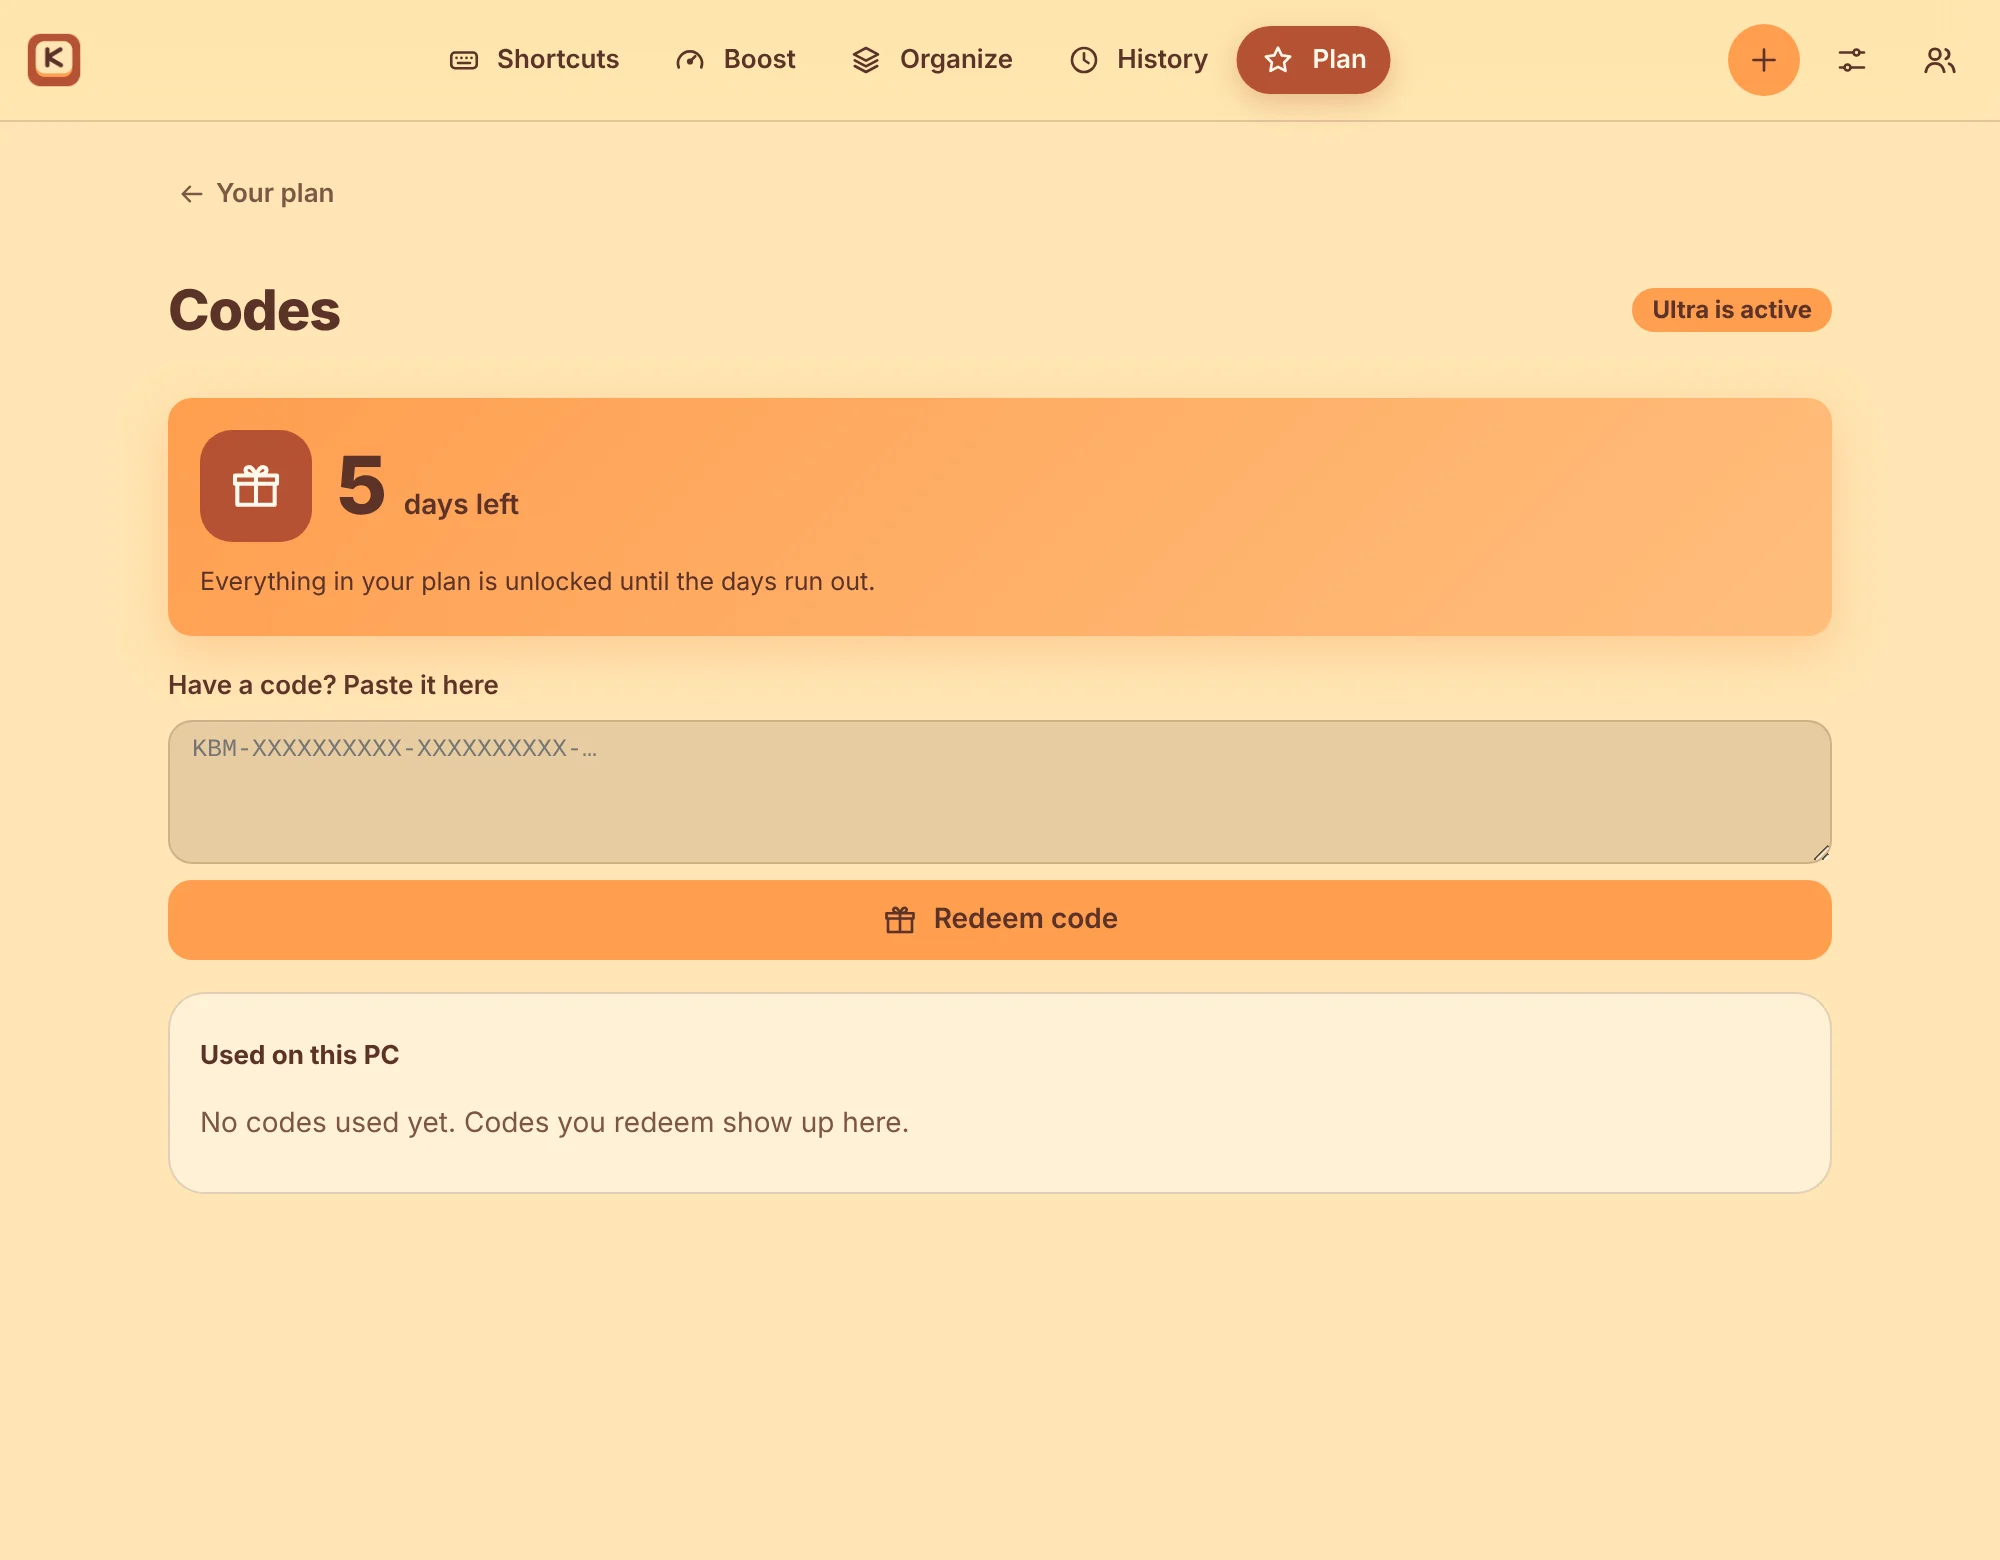 K
Shortcuts
Boost
Organize
History
Plan
Your plan
Codes
Ultra is active
5 days left
Everything in your plan is unlocked until the days run out.
Have a code? Paste it here
KBM-XXXXXXXXXX-XXXXXXXXXX-…
Redeem code
Used on this PC
No codes used yet. Codes you redeem show up here.